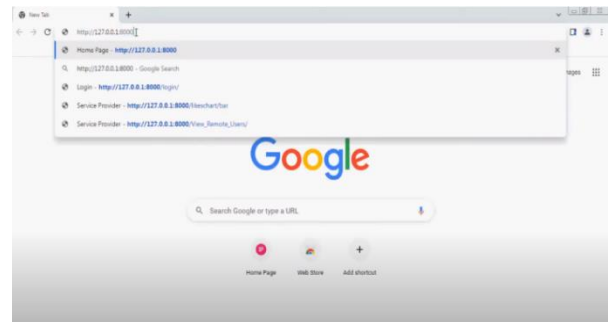 New Tab
http://127.0.0.1:8000
Home Page - http://127.0.0.1:8000
http://127.0.0.1:8000 - Google Search
Login - http://127.0.0.1:8000/login/
Service Provider - http://127.0.0.1:8000/likeschart/bar
Service Provider - http://127.0.0.1:8000/View_Remote_Users/
Google
Search Google or type a URL
Home Page
Web Store
Add shortcut